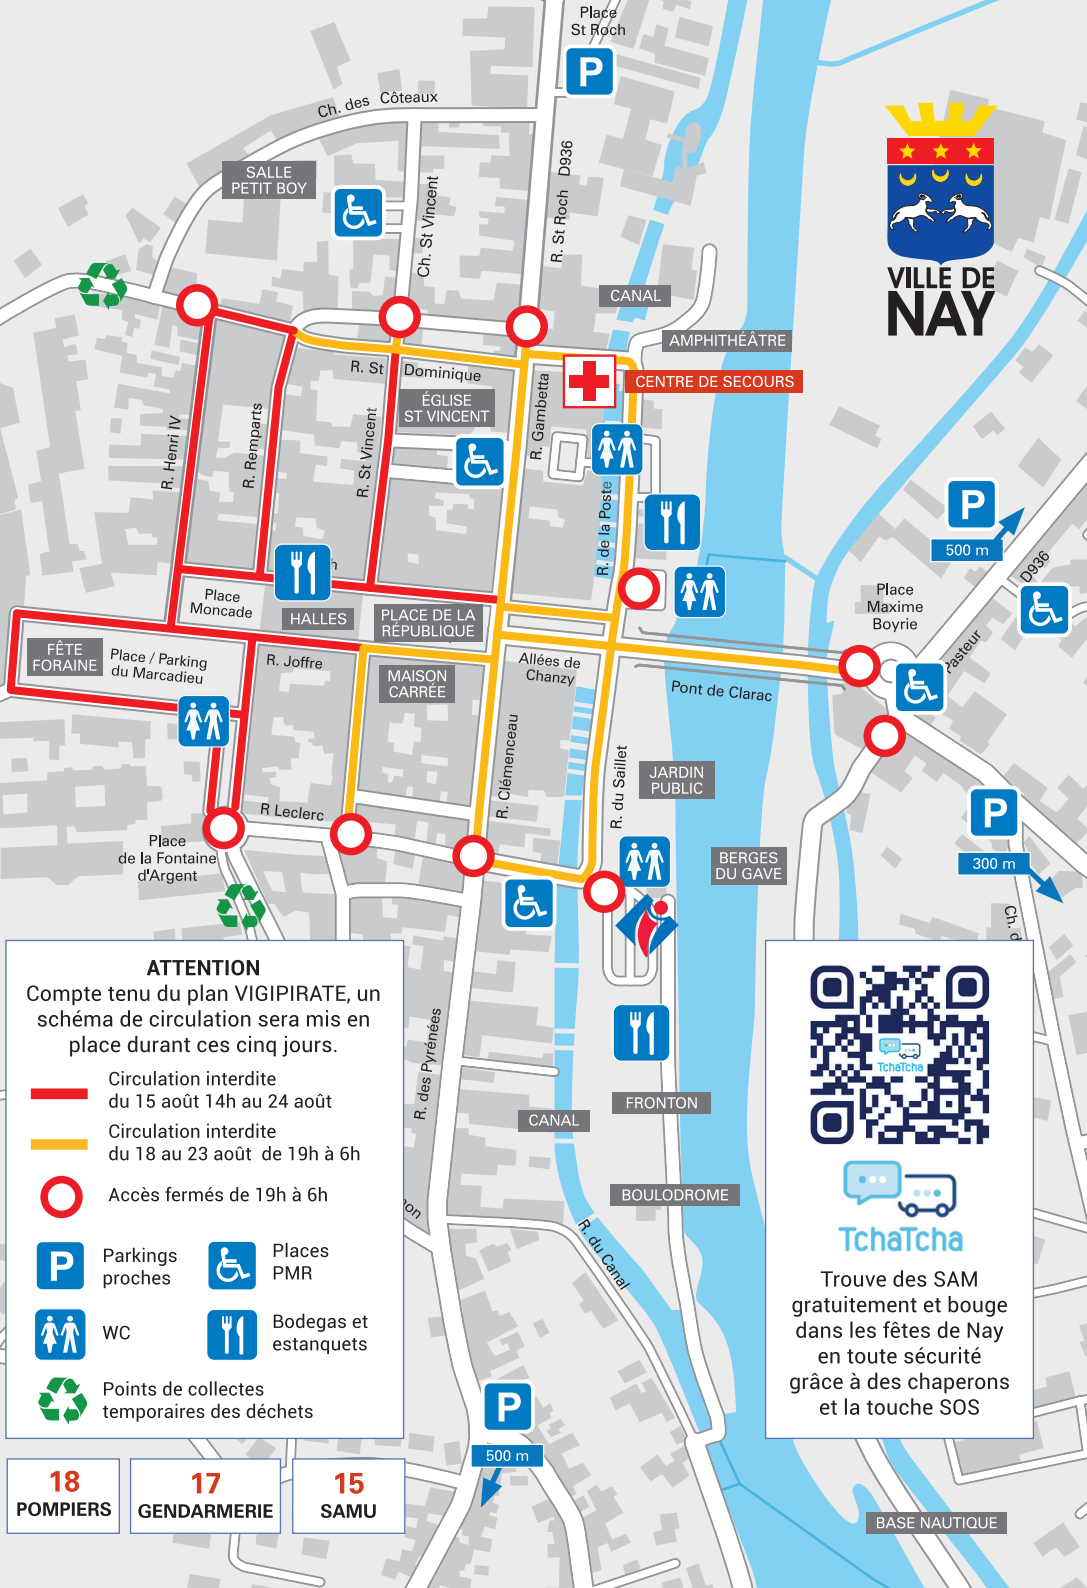 Place
St Roch
P
Ch. des Côteaux
SALLE
PETIT BOY
Ch. St Vincent
R. St Roch D936
VILLE DE
NAY
CANAL
AMPHITHÉÂTRE
CENTRE DE SECOURS
R. St Dominique
ÉGLISE
ST VINCENT
R. Gambetta
R. Henri IV
R. Remparts
R. St Vincent
R. de la Poste
P
500 m
D936
Place
Maxime
Boyrie
Pasteur
Place
Moncade
h
HALLES
PLACE DE LA
RÉPUBLIQUE
FÊTE
FORAINE
Place / Parking
du Marcadieu
R. Joffre
MAISON
CARRÉE
Allées de
Chanzy
Pont de Clarac
R. Clémenceau
R. du Saillet
JARDIN
PUBLIC
R Leclerc
Place
de la Fontaine
d'Argent
BERGES
DU GAVE
P
300 m
Ch. d
ATTENTION
Compte tenu du plan VIGIPIRATE, un
schéma de circulation sera mis en
place durant ces cinq jours.
Circulation interdite
du 15 août 14h au 24 août
Circulation interdite
du 18 au 23 août de 19h à 6h
Accès fermés de 19h à 6h
P
Parkings
proches
Places
PMR
WC
Bodegas et
estanquets
Points de collectes
temporaires des déchets
18
POMPIERS
17
GENDARMERIE
15
SAMU
R. des Pyrénées
non
CANAL
FRONTON
BOULODROME
R. du Canal
P
500 m
TchaTcha
TchaTcha
Trouve des SAM
gratuitement et bouge
dans les fêtes de Nay
en toute sécurité
grâce à des chaperons
et la touche SOS
BASE NAUTIQUE